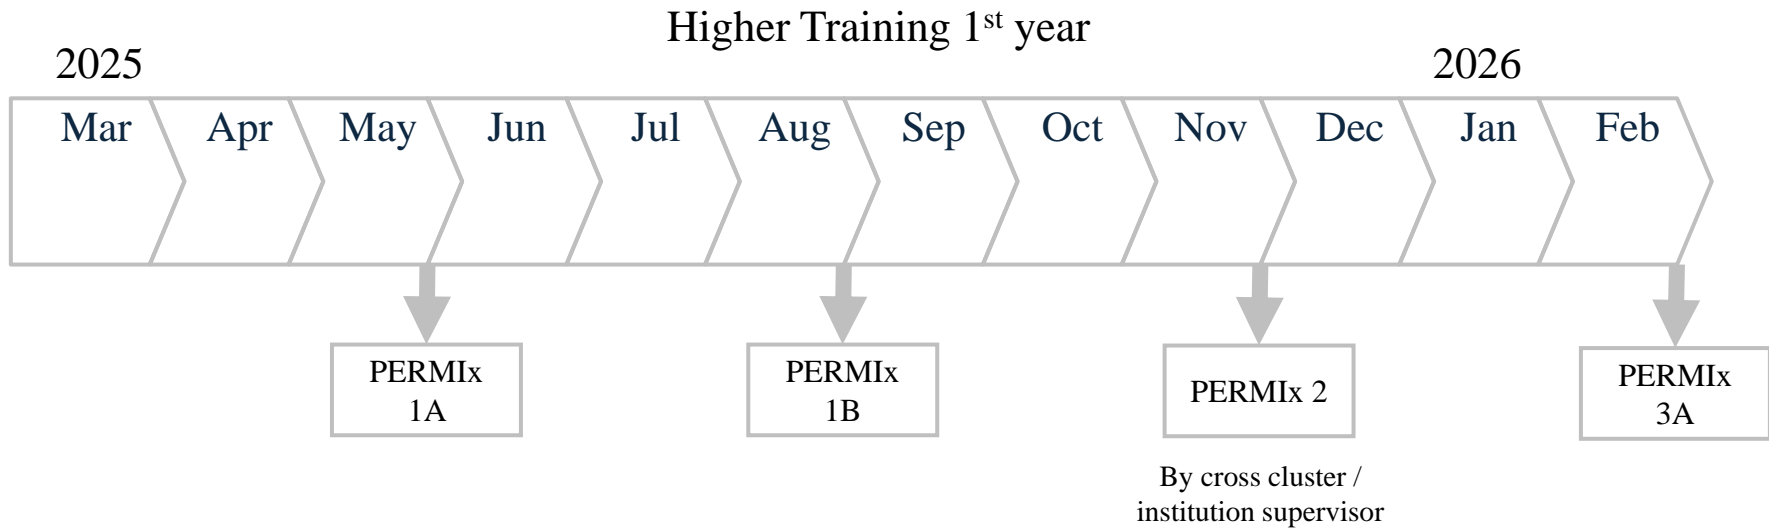 Higher Training 1st year
2025
2026
Mar
Apr
May
Jun
Jul
Aug
Sep
Oct
Nov
Dec
Jan
Feb
PERMIx
1A
PERMIx
1B
PERMIx 2
PERMIx
3A
By cross cluster /
institution supervisor